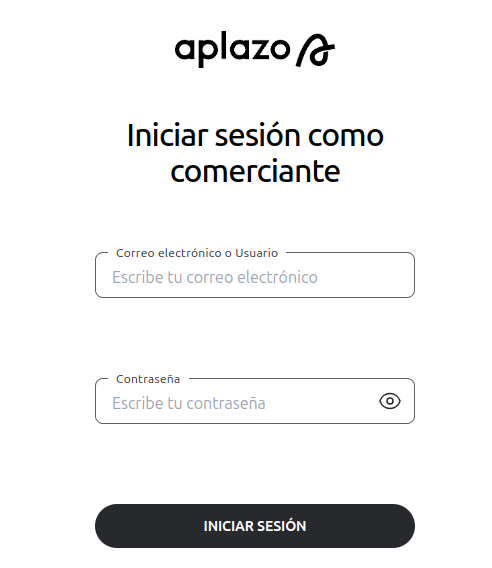 aplazo
Iniciar sesión como
comerciante
Correo electrónico o Usuario
Escribe tu correo electrónico
Contraseña
Escribe tu contraseña
INICIAR SESIÓN